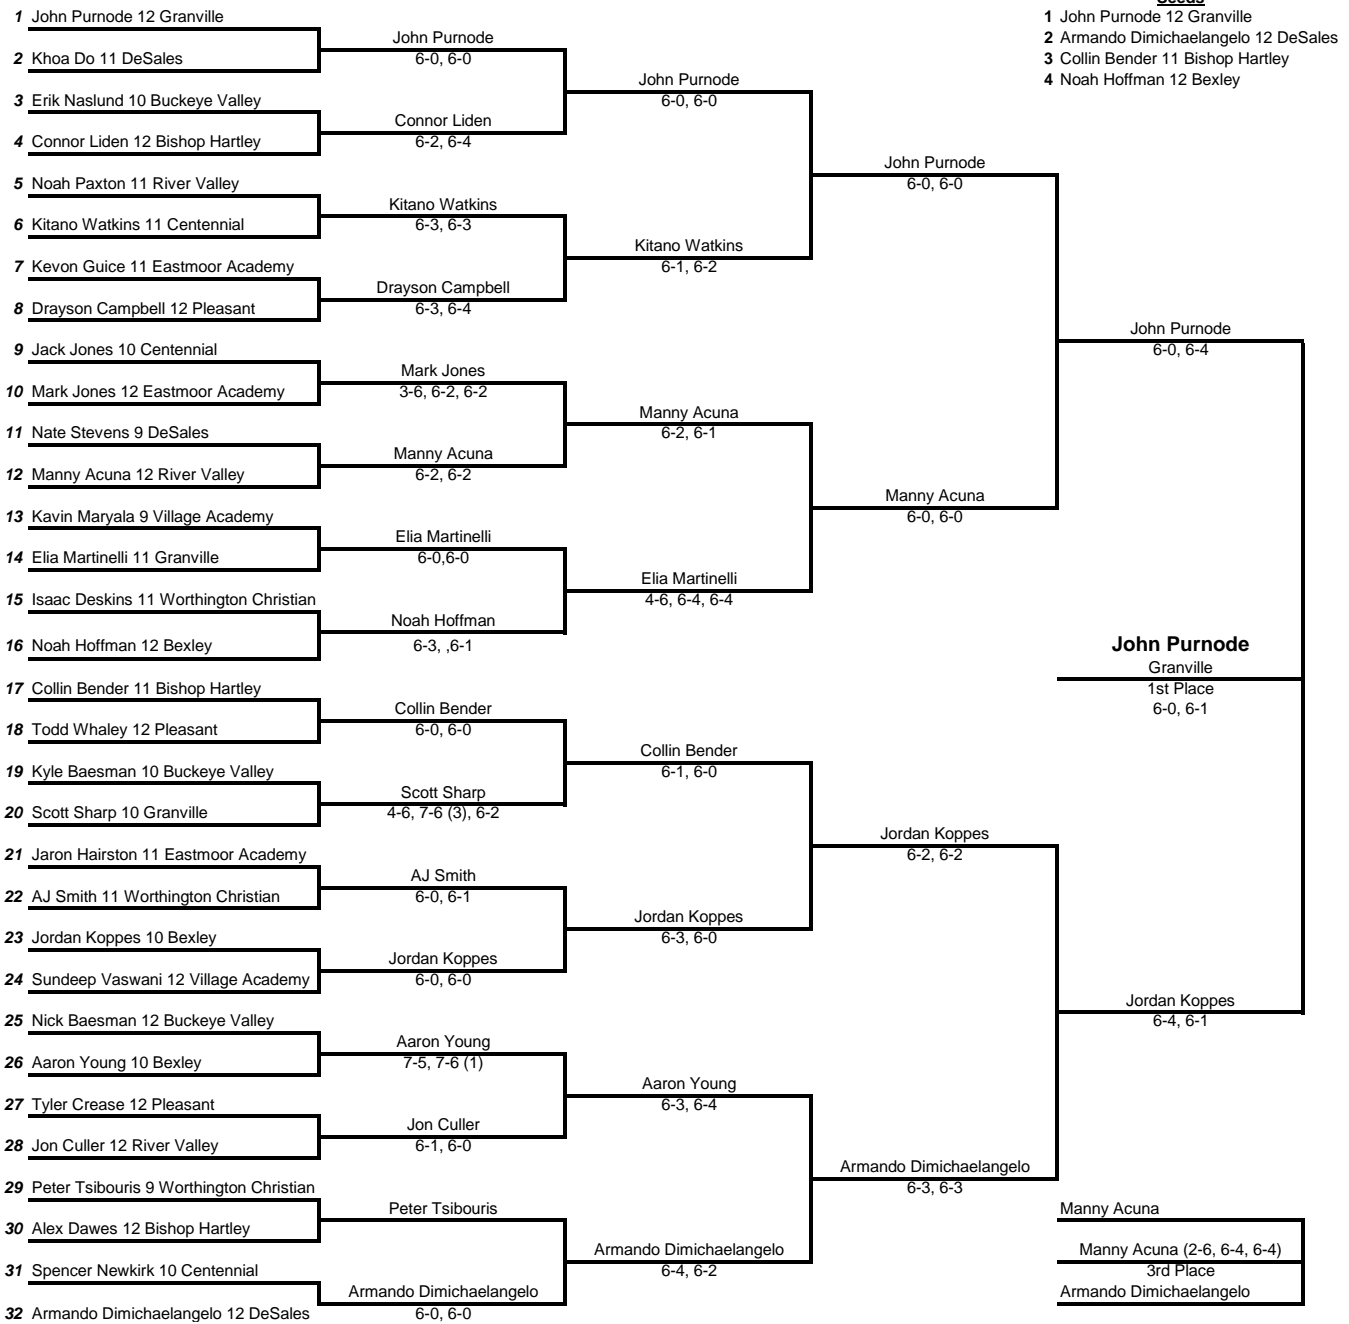 Seeds
1 John Purnode 12 Granville
2 Armando Dimichaelangelo 12 DeSales
3 Collin Bender 11 Bishop Hartley
4 Noah Hoffman 12 Bexley
1 John Purnode 12 Granville
2 Khoa Do 11 DeSales
3 Erik Naslund 10 Buckeye Valley
4 Connor Liden 12 Bishop Hartley
5 Noah Paxton 11 River Valley
6 Kitano Watkins 11 Centennial
7 Kevon Guice 11 Eastmoor Academy
8 Drayson Campbell 12 Pleasant
9 Jack Jones 10 Centennial
10 Mark Jones 12 Eastmoor Academy
11 Nate Stevens 9 DeSales
12 Manny Acuna 12 River Valley
13 Kavin Maryala 9 Village Academy
14 Elia Martinelli 11 Granville
15 Isaac Deskins 11 Worthington Christian
16 Noah Hoffman 12 Bexley
17 Collin Bender 11 Bishop Hartley
18 Todd Whaley 12 Pleasant
19 Kyle Baesman 10 Buckeye Valley
20 Scott Sharp 10 Granville
21 Jaron Hairston 11 Eastmoor Academy
22 AJ Smith 11 Worthington Christian
23 Jordan Koppes 10 Bexley
24 Sundeep Vaswani 12 Village Academy
25 Nick Baesman 12 Buckeye Valley
26 Aaron Young 10 Bexley
27 Tyler Crease 12 Pleasant
28 Jon Culler 12 River Valley
29 Peter Tsibouris 9 Worthington Christian
30 Alex Dawes 12 Bishop Hartley
31 Spencer Newkirk 10 Centennial
32 Armando Dimichaelangelo 12 DeSales
John Purnode
6-0, 6-0
Connor Liden
6-2, 6-4
Kitano Watkins
6-3, 6-3
Drayson Campbell
6-3, 6-4
Mark Jones
3-6, 6-2, 6-2
Manny Acuna
6-2, 6-2
Elia Martinelli
6-0,6-0
Noah Hoffman
6-3, ,6-1
Collin Bender
6-0, 6-0
Scott Sharp
4-6, 7-6 (3), 6-2
AJ Smith
6-0, 6-1
Jordan Koppes
6-0, 6-0
Aaron Young
7-5, 7-6 (1)
Jon Culler
6-1, 6-0
Peter Tsibouris
Armando Dimichaelangelo
6-0, 6-0
John Purnode
6-0, 6-0
Kitano Watkins
6-1, 6-2
Manny Acuna
6-2, 6-1
Elia Martinelli
4-6, 6-4, 6-4
Collin Bender
6-1, 6-0
Jordan Koppes
6-3, 6-0
Aaron Young
6-3, 6-4
Armando Dimichaelangelo
6-4, 6-2
John Purnode
6-0, 6-0
Manny Acuna
6-0, 6-0
Jordan Koppes
6-2, 6-2
Armando Dimichaelangelo
6-3, 6-3
John Purnode
6-0, 6-4
Jordan Koppes
6-4, 6-1
John Purnode
Granville
1st Place
6-0, 6-1
Manny Acuna
Manny Acuna (2-6, 6-4, 6-4)
3rd Place
Armando Dimichaelangelo